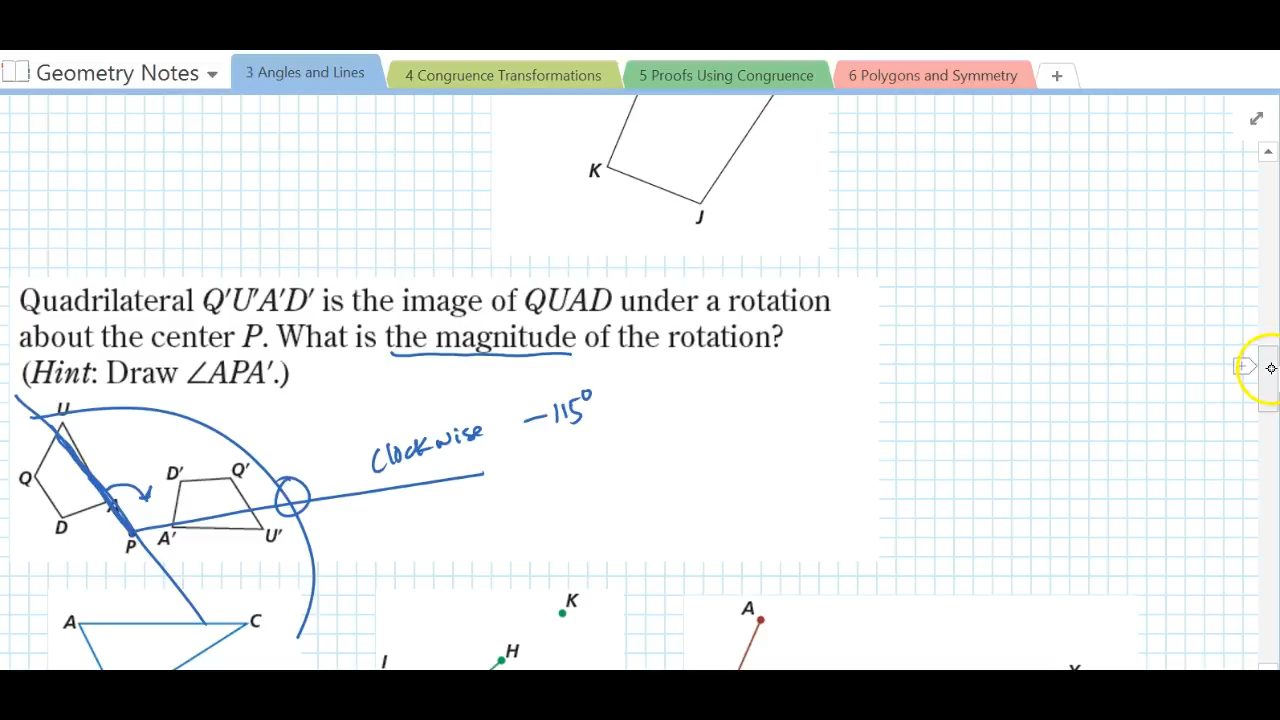 Geometry Notes
3 Angles and Lines
4 Congruence Transformations
5 Proofs Using Congruence
6 Polygons and Symmetry
K
J
Quadrilateral Q′U′A′D′ is the image of QUAD under a rotation
about the center P. What is the magnitude of the rotation?
(Hint: Draw ∠APA′.)
Clockwise −115°
U
Q
D
A
P
D′
Q′
A′
U′
A
C
I
H
K
A
X